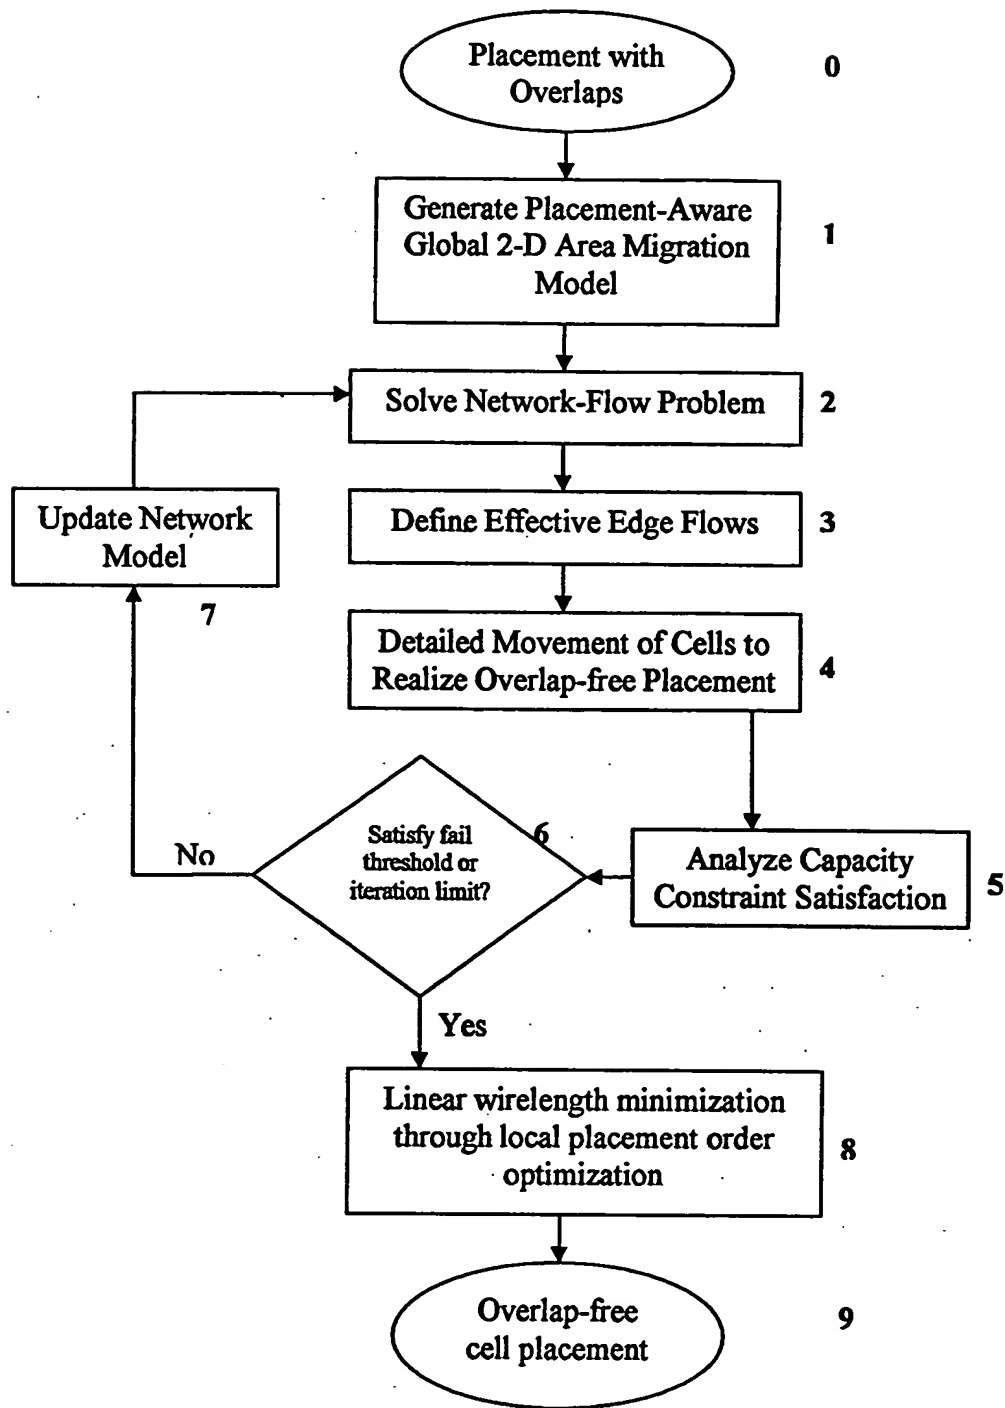 Placement with
Overlaps
0
Generate Placement-Aware
Global 2-D Area Migration
Model
1
Solve Network-Flow Problem
2
Update Network
Model
7
Define Effective Edge Flows
3
Detailed Movement of Cells to
Realize Overlap-free Placement
4
Satisfy fail
threshold or
iteration limit?
6
No
Analyze Capacity
Constraint Satisfaction
5
Yes
Linear wirelength minimization
through local placement order
optimization
8
Overlap-free
cell placement
9